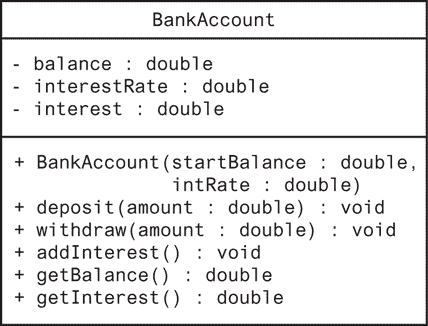 BankAccount
- balance : double
- interestRate : double
- interest : double
+ BankAccount(startBalance : double,
intRate : double)
+ deposit(amount : double) : void
+ withdraw(amount : double) : void
+ addInterest() : void
+ getBalance() : double
+ getInterest() : double